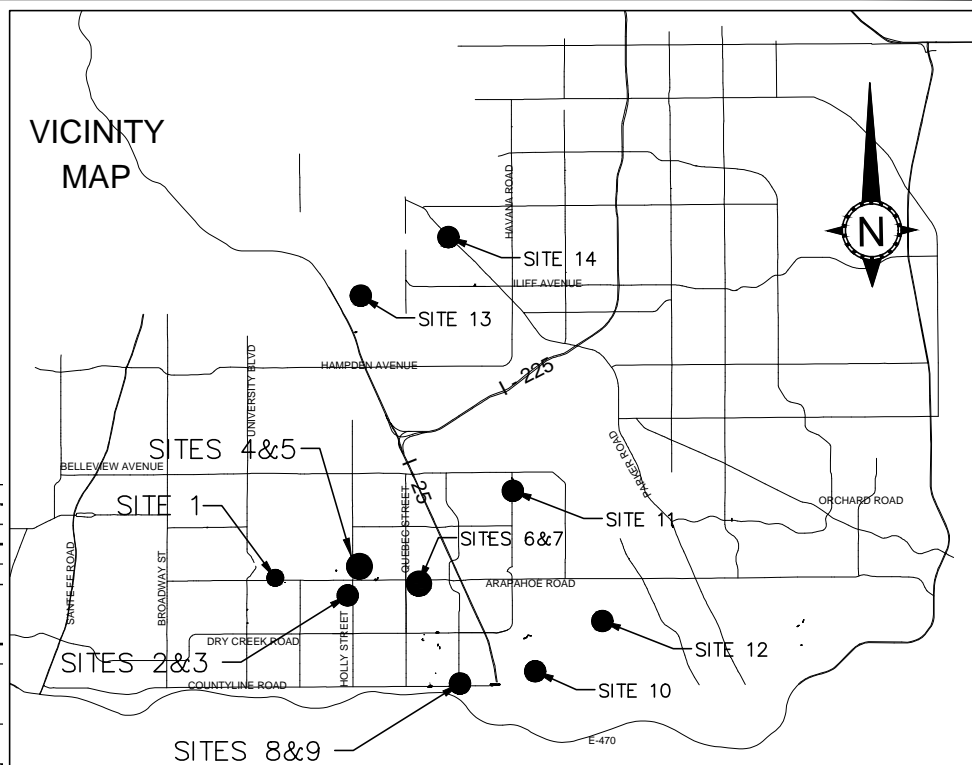 VICINITY
MAP
N
HAVANA ROAD
SITE 14
ILIFF AVENUE
SITE 13
HAMPDEN AVENUE
UNIVERSITY BLVD
I-225
SITES 4&5
BELLEVIEW AVENUE
I-25
PARKER ROAD
SITE 1
QUEBEC STREET
ORCHARD ROAD
SITE 11
SITES 6&7
SANTE FE ROAD
BROADWAY ST
ARAPAHOE ROAD
HOLLY STREET
DRY CREEK ROAD
SITES 2&3
SITE 12
COUNTYLINE ROAD
SITE 10
E-470
SITES 8&9